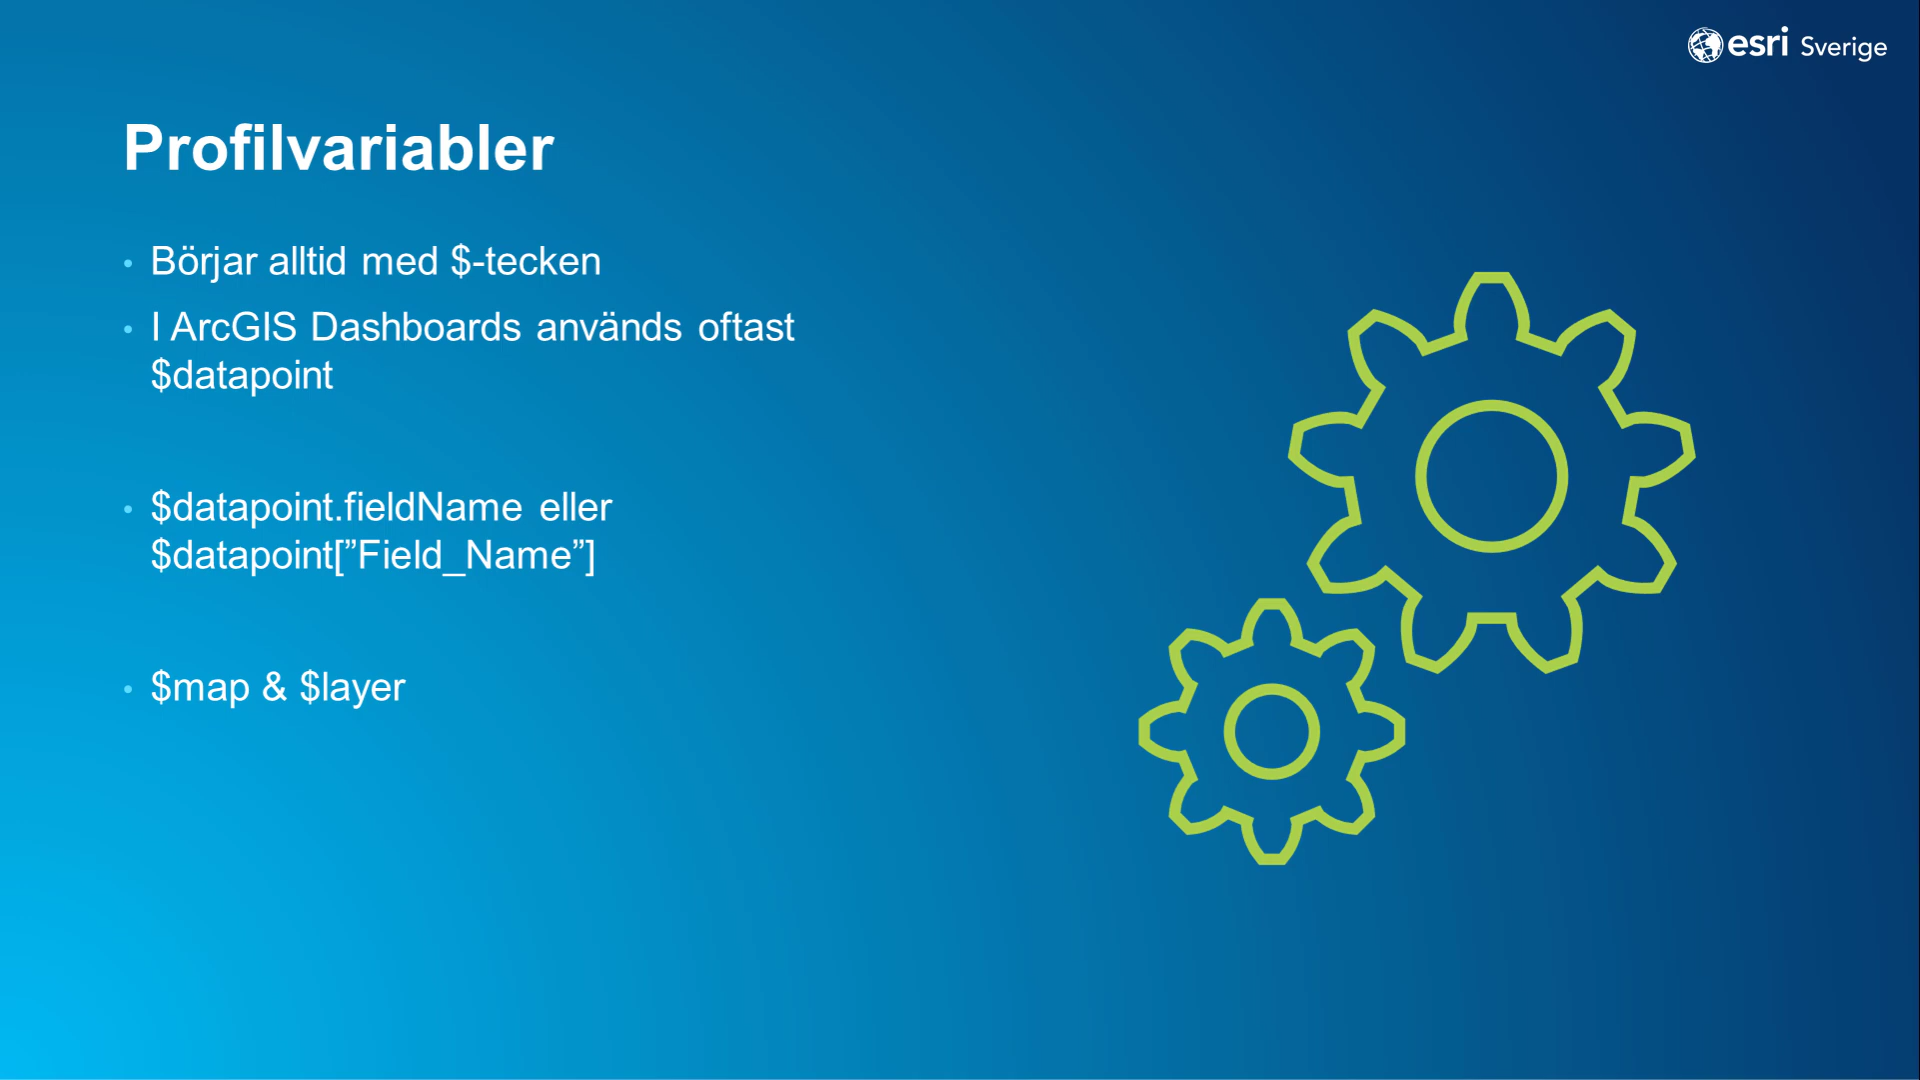 esri Sverige
Profilvariabler
• Börjar alltid med $-tecken
• I ArcGIS Dashboards används oftast
$datapoint
• $datapoint.fieldName eller
$datapoint[”Field_Name”]
• $map & $layer